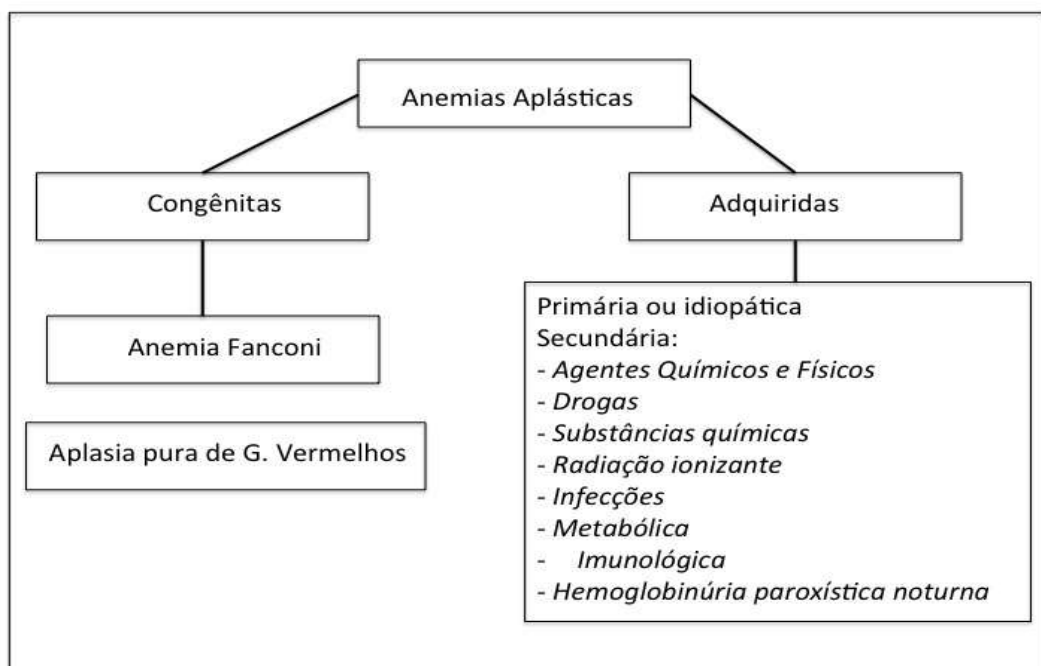 Anemias Aplásticas
Congênitas
Adquiridas
Anemia Fanconi
Aplasia pura de G. Vermelhos
Primária ou idiopática
Secundária:
- Agentes Químicos e Físicos
- Drogas
- Substâncias químicas
- Radiação ionizante
- Infecções
- Metabólica
- Imunológica
- Hemoglobinúria paroxística noturna